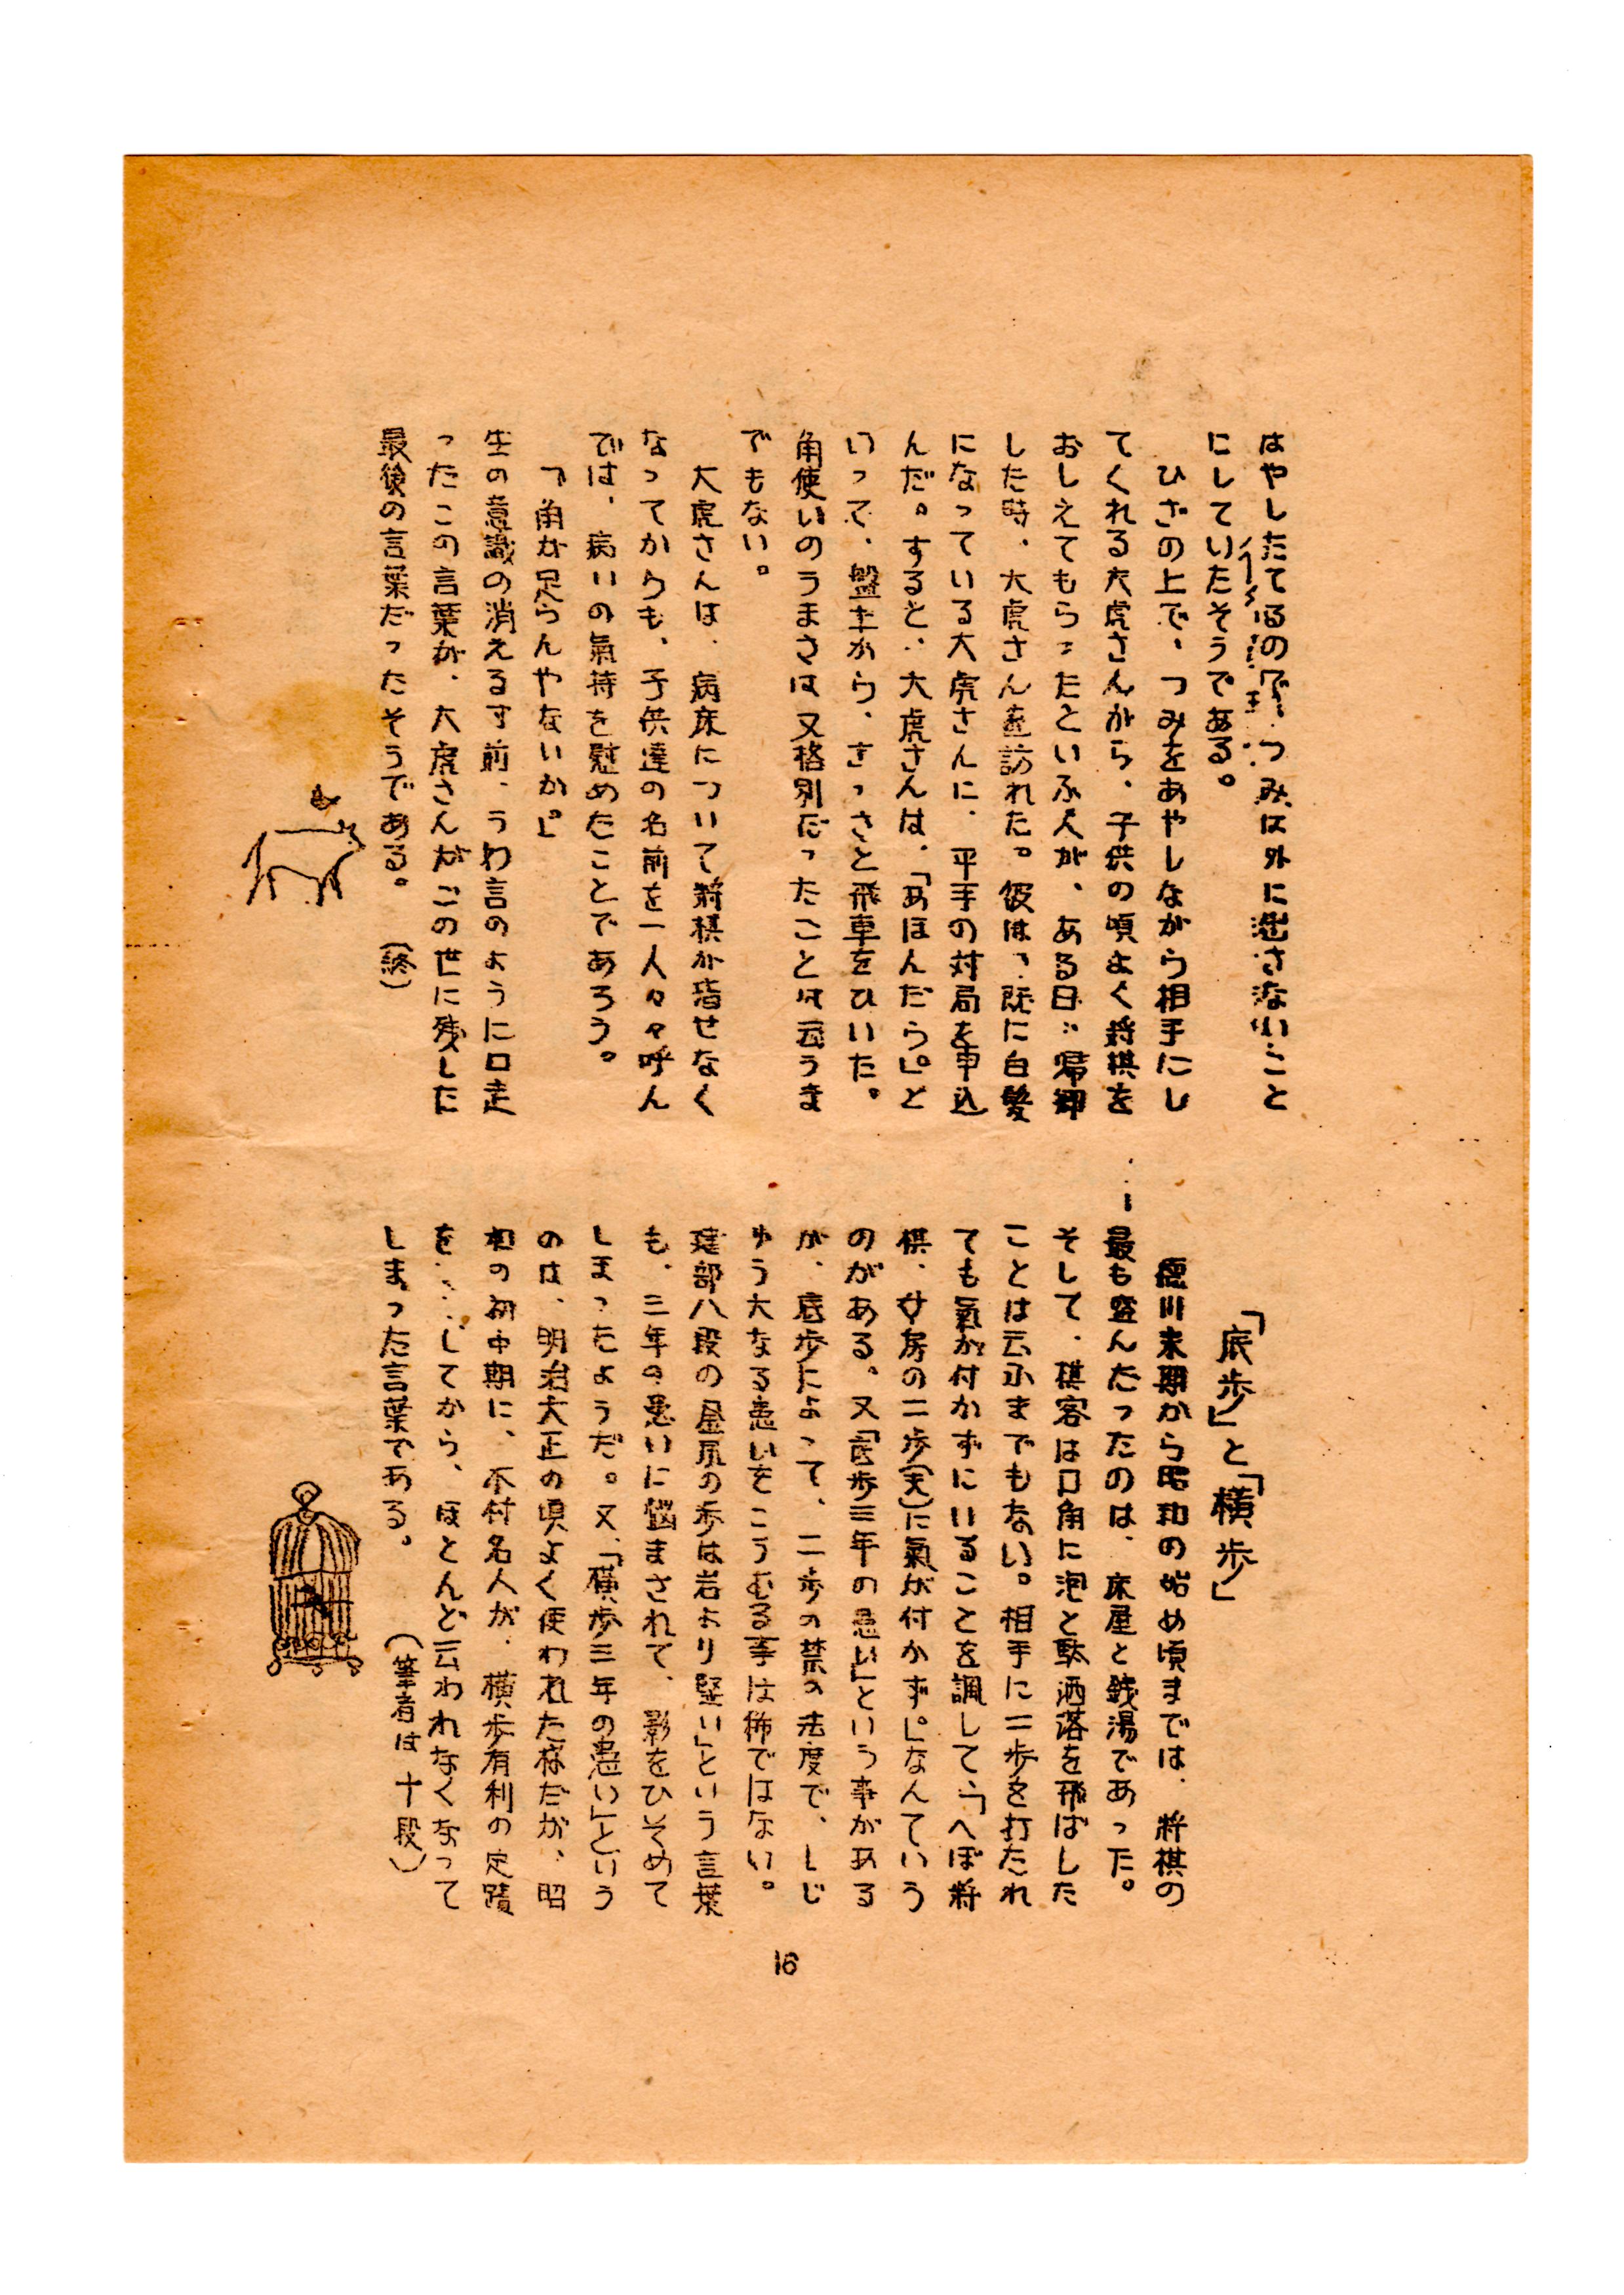 はやしたてるので、つみは外に逃さないこと
にしていたそうである。
ひざの上で、つみをあやしながら相手にし
てくれる大虎さんから、子供の頃よく将棋を
おしえてもらったといふ人が、ある日、帰郷
した時、大虎さんを訪れた。彼は、既に白髪
になっている大虎さんに、平手の対局を申込
んだ。すると、大虎さんは、「あほんだら。」と
いって、盤上から、さっさと飛車をひいた。
角使いのうまさは又格別だったことは云うま
でもない。
大虎さんは、病床について将棋が指せなく
なってからも、子供達の名前を一人々々呼ん
では、病いの氣持を慰めたことであろう。
「角が足らんやないか。」
生の意識の消える寸前、うわ言のように口走
ったこの言葉が、大虎さんがこの世に残した
最後の言葉だったそうである。 (終)
「底歩」と「横歩」
徳川末期から昭和の始め頃までは、将棋の
最も盛んだったのは、床屋と銭湯であった。
そして、棋客は口角に泡と駄洒落を飛ばした
ことは云ふまでもない。相手に二歩を打たれ
ても氣が付かずにいることを諷して、「へぼ将
棋、女房の二歩(夫)に氣が付かず。」なんていう
のがある。又「底歩三年の患い」という事がある
が、底歩によって、二歩の禁の法度で、しじ
ゅう大なる患いをこうむる事は稀ではない。
建部八段の屋風の歩は岩より堅い」という言葉
も、三年の患いに悩まされて、影をひそめて
しまったようだ。又、「横歩三年の患い」という
のは、明治大正の頃よく使われた様だが、昭
和の初中期に、木村名人が、横歩有利の定蹟
を してから、ほとんど云われなくなって
しまった言葉である。
(筆者は 十段)
16